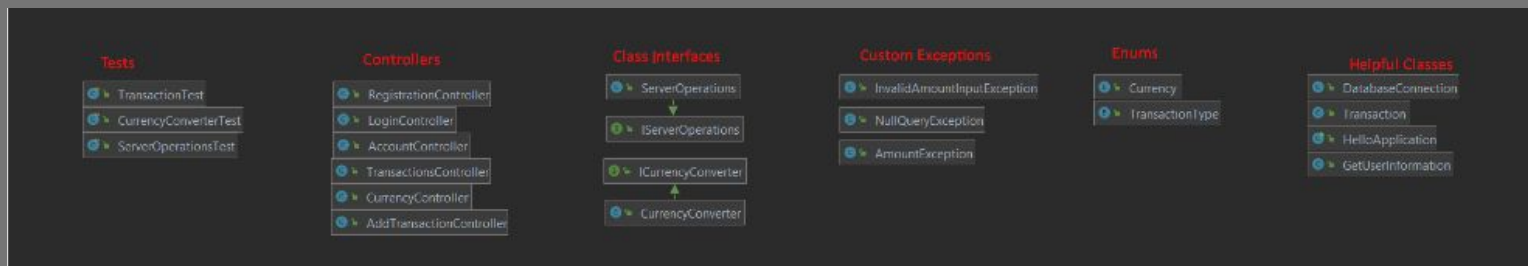 Tests
TransactionTest
CurrencyConverterTest
ServerOperationsTest
Controllers
RegistrationController
LoginController
AccountController
TransactionsController
CurrencyController
AddTransactionController
Class Interfaces
ServerOperations
IServerOperations
ICurrencyConverter
CurrencyConverter
Custom Exceptions
InvalidAmountInputException
NullQueryException
AmountException
Enums
Currency
TransactionType
Helpful Classes
DatabaseConnection
Transaction
HelloApplication
GetUserInformation